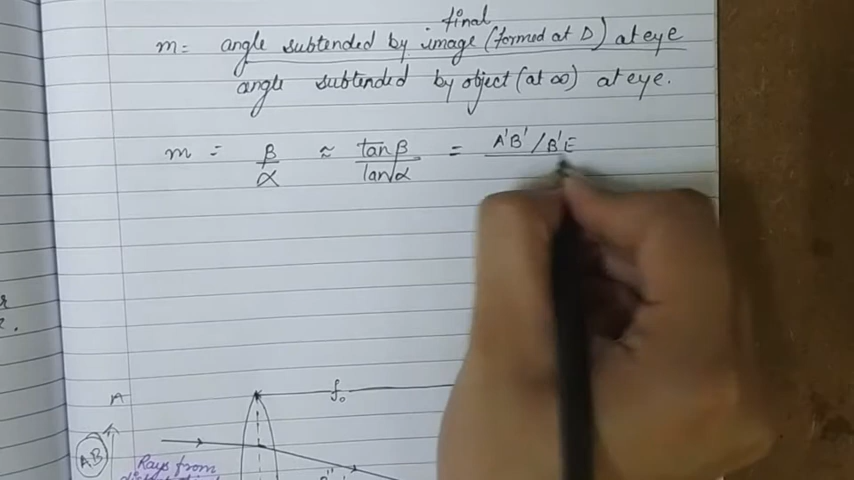 final
m = angle subtended by image (formed at D) at eye
angle subtended by object (at ∞) at eye.
m = β/α ≈ tanβ/tanα = A'B'/B'E
A
f₀
AB
Rays from